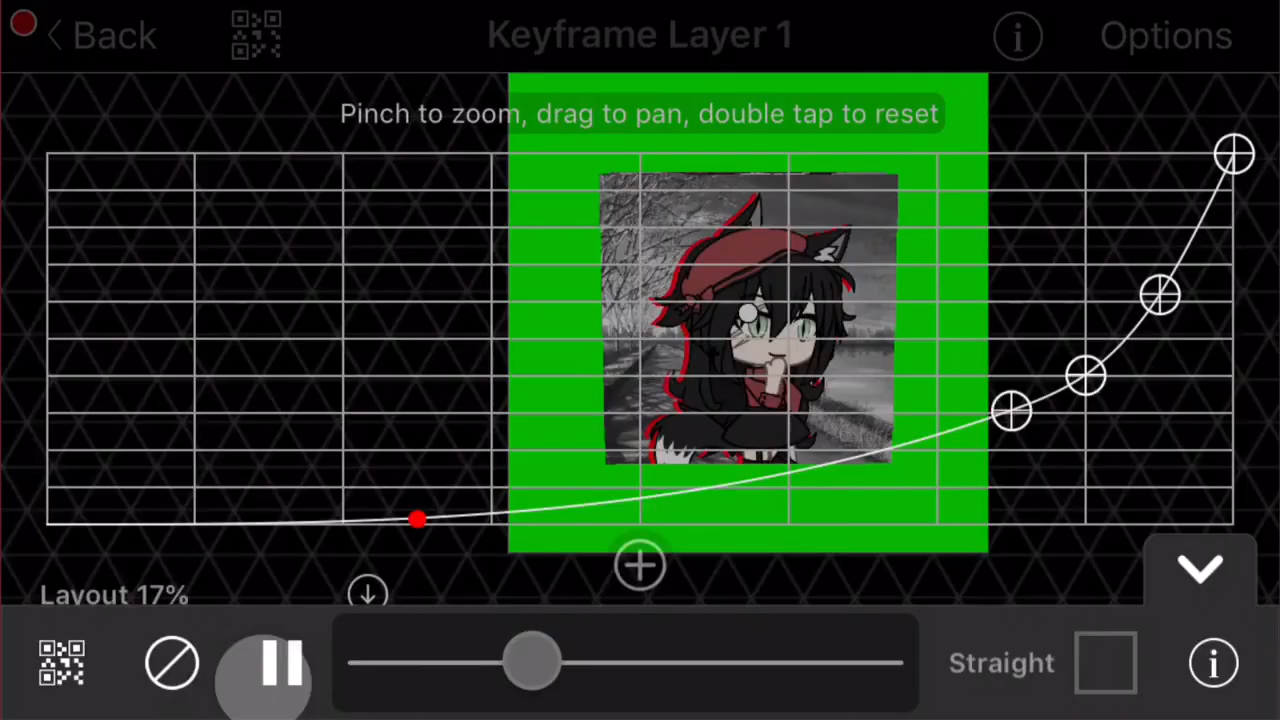 Back
Keyframe Layer 1
Options
Pinch to zoom, drag to pan, double tap to reset
Layout 17%
Straight